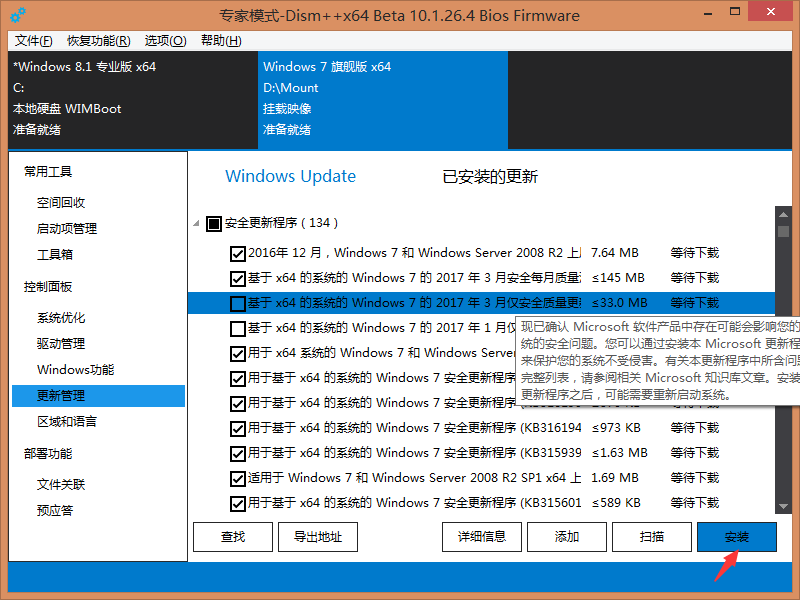 专家模式-Dism++x64 Beta 10.1.26.4 Bios Firmware
文件(F) 恢复功能(R) 选项(O) 帮助(H)
*Windows 8.1 专业版 x64
C:
本地硬盘 WIMBoot
准备就绪
Windows 7 旗舰版 x64
D:\Mount
挂载映像
准备就绪
常用工具
空间回收
启动项管理
工具箱
控制面板
系统优化
驱动管理
Windows功能
更新管理
区域和语言
部署功能
文件关联
预应答
Windows Update 已安装的更新
安全更新程序 ( 134 )
2016年 12 月，Windows 7 和 Windows Server 2008 R2 上 7.64 MB 等待下载
基于 x64 的系统的 Windows 7 的 2017 年 3 月安全每月质量 ≤145 MB 等待下载
基于 x64 的系统的 Windows 7 的 2017 年 3 月仅安全质量更新 ≤33.0 MB 等待下载
基于 x64 的系统的 Windows 7 的 2017 年 1 月仅
用于 x64 系统的 Windows 7 和 Windows Server
用于基于 x64 的系统的 Windows 7 安全更新程序
用于基于 x64 的系统的 Windows 7 安全更新程序
用于基于 x64 的系统的 Windows 7 安全更新程序 (KB316194 ≤973 KB 等待下载
用于基于 x64 的系统的 Windows 7 安全更新程序 (KB315939 ≤1.63 MB 等待下载
适用于 Windows 7 和 Windows Server 2008 R2 SP1 x64 上 1.69 MB 等待下载
用于基于 x64 的系统的 Windows 7 安全更新程序 (KB315601 ≤589 KB 等待下载
现已确认 Microsoft 软件产品中存在可能会影响您的
统的安全问题。您可以通过安装本 Microsoft 更新程
来保护您的系统不受侵害。有关本更新程序中所含问
完整列表，请参阅相关 Microsoft 知识库文章。安装
更新程序之后，可能需要重新启动系统。
查找 导出地址 详细信息 添加 扫描 安装